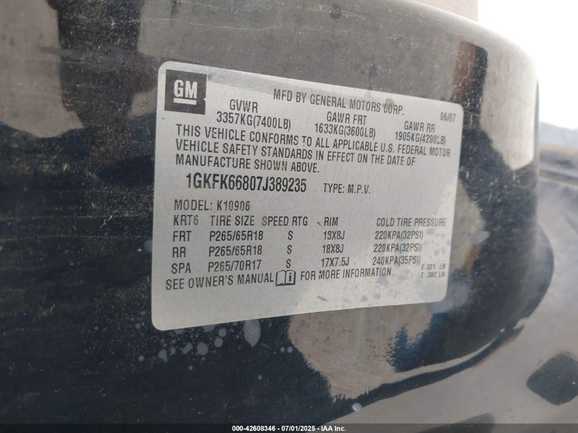 GM
MFD BY GENERAL MOTORS CORP. 06/07
GVWR GAWR FRT GAWR RR
3357KG(7400LB) 1633KG(3600LB) 1905KG(4200LB)
THIS VEHICLE CONFORMS TO ALL APPLICABLE U.S. FEDERAL MOTOR
VEHICLE SAFETY STANDARDS IN EFFECT ON THE DATE OF
MANUFACTURE SHOWN ABOVE.
1GKFK66807J389235 TYPE: M.P.V.
MODEL: K10906
KRT6 TIRE SIZE SPEED RTG RIM COLD TIRE PRESSURE
FRT P265/65R18 S 18X8J 220KPA(32PSI)
RR P265/65R18 S 18X8J 220KPA(32PSI)
SPA P265/70R17 S 17X7.5J 240KPA(35PSI)
SEE OWNER'S MANUAL FOR MORE INFORMATION
000-42608346 - 07/01/2025 - IAA Inc.